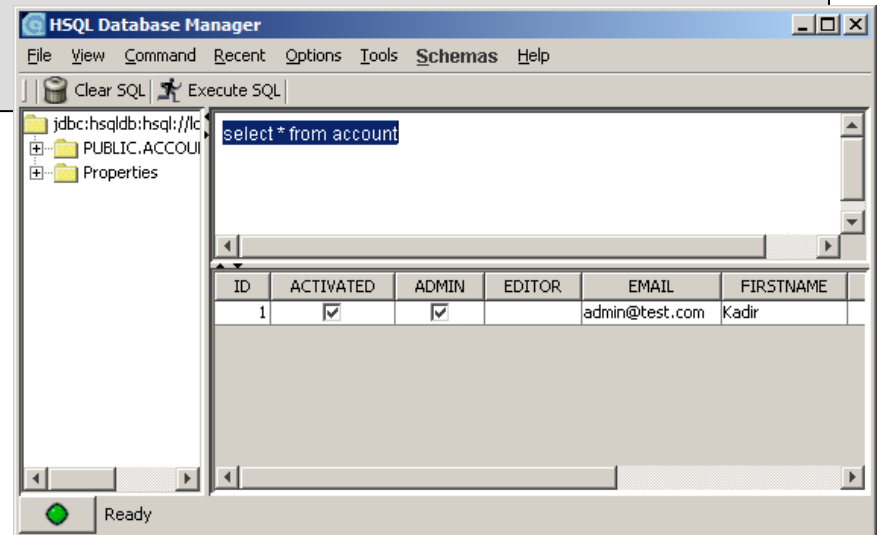 HSQL Database Manager
File View Command Recent Options Tools Schemas Help
Clear SQL Execute SQL
jdbc:hsqldb:hsql://lc
PUBLIC.ACCOU
Properties
select * from account
ID ACTIVATED ADMIN EDITOR EMAIL FIRSTNAME
1 admin@test.com Kadir
Ready